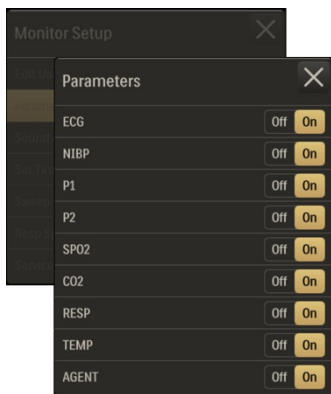 Monitor Setup
Parameters
ECG Off On
NIBP Off On
P1 Off On
P2 Off On
SPO2 Off On
CO2 Off On
RESP Off On
TEMP Off On
AGENT Off On